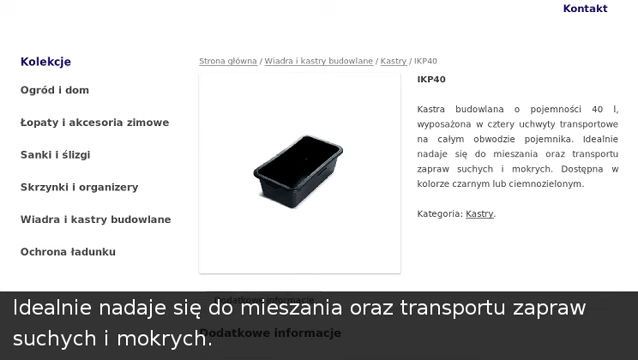 Kontakt
Kolekcje
Ogród i dom
Łopaty i akcesoria zimowe
Sanki i ślizgi
Skrzynki i organizery
Wiadra i kastry budowlane
Ochrona ładunku
Strona główna / Wiadra i kastry budowlane / Kastry / IKP40
IKP40
Kastra budowlana o pojemności 40 l,
wyposażona w cztery uchwyty transportowe
na całym obwodzie pojemnika. Idealnie
nadaje się do mieszania oraz transportu
zapraw suchych i mokrych. Dostępna w
kolorze czarnym lub ciemnozielonym.
Kategoria: Kastry.
Dodatkowe informacje
Idealnie nadaje się do mieszania oraz transportu zapraw
suchych i mokrych.
Dodatkowe informacje